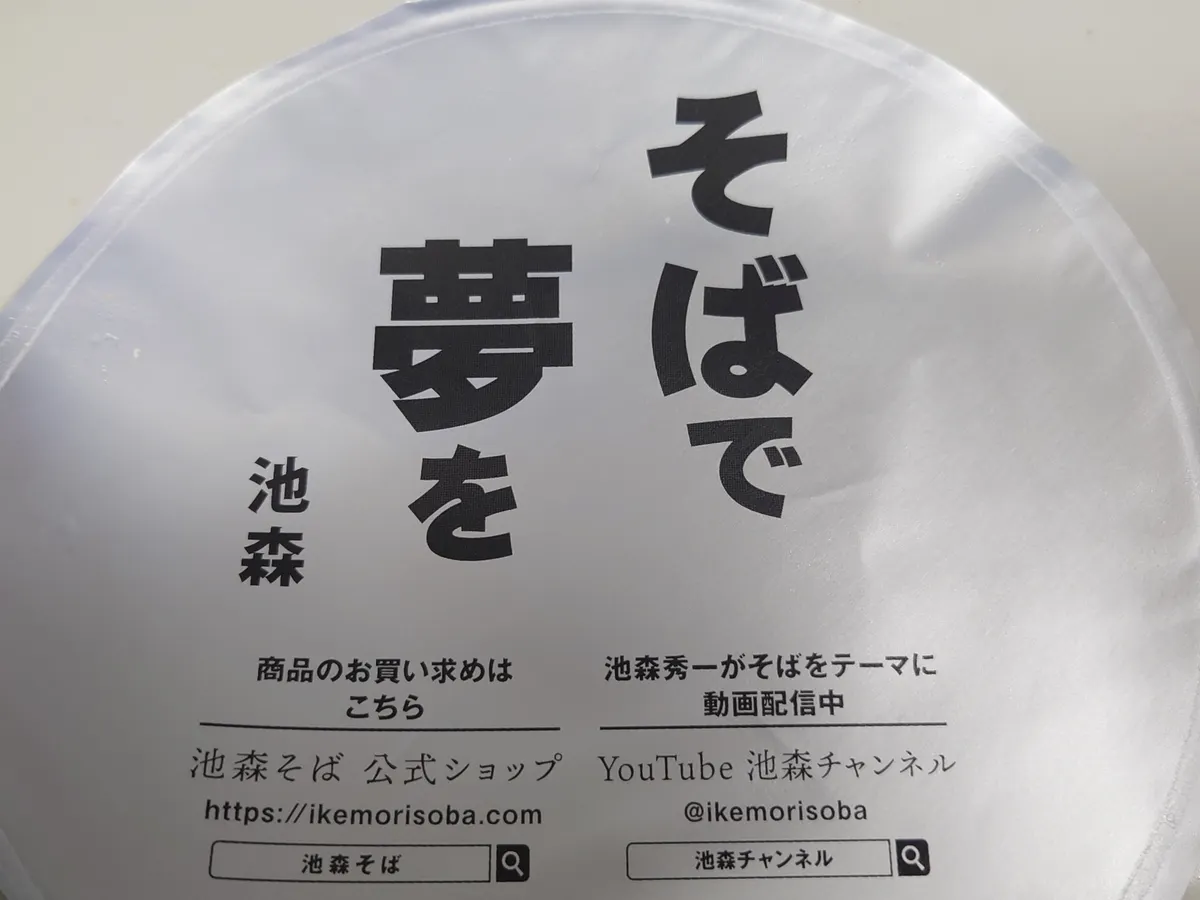 そばで
夢を
池森
商品のお買い求めは
こちら
池森そば 公式ショップ
https://ikemorisoba.com
池森そば
池森秀一がそばをテーマに
動画配信中
YouTube 池森チャンネル
@ikemorisoba
池森チャンネル